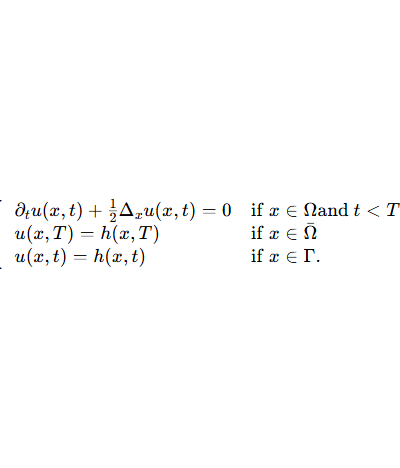 ∂ₜu(x, t) + ½Δₓu(x, t) = 0 if x ∈ Ωand t < T
u(x, T) = h(x, T) if x ∈ Ω̄
u(x, t) = h(x, t) if x ∈ Γ.